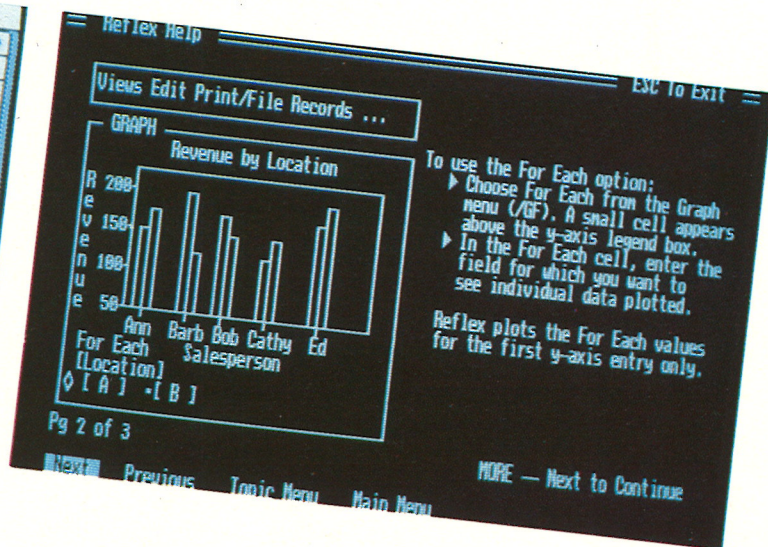 Reflex Help
ESC To Exit
Views Edit Print/File Records ...
GRAPH
Revenue by Location
Revenue
200
150
100
50
Ann Barb Bob Cathy Ed
Salesperson
For Each
[Location]
◊ [ A ] ▪[ B ]
To use the For Each option:
▶ Choose For Each from the Graph
menu (/GF). A small cell appears
above the y-axis legend box.
▶ In the For Each cell, enter the
field for which you want to
see individual data plotted.
Reflex plots the For Each values
for the first y-axis entry only.
Pg 2 of 3
MORE — Next to Continue
Next Previous Topic Menu Main Menu